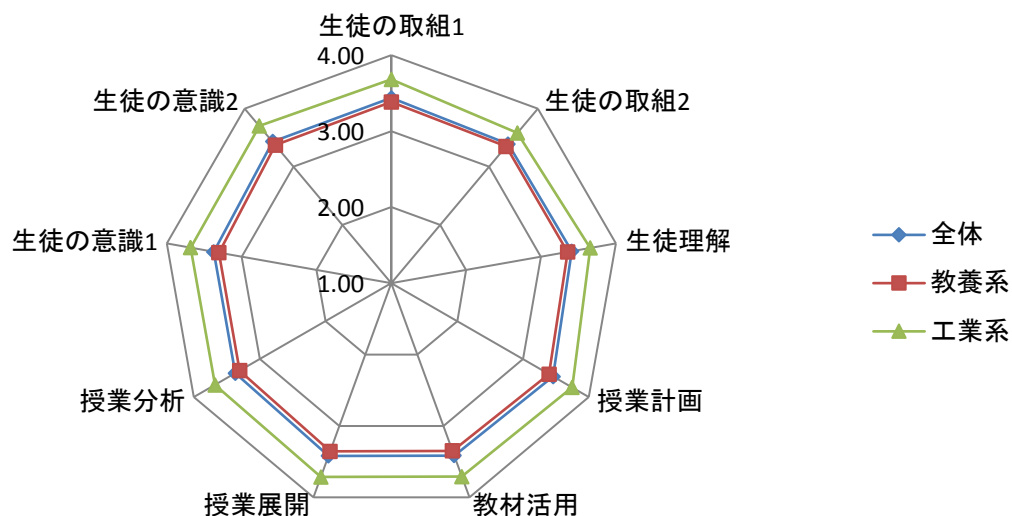 生徒の取組1
4.00
生徒の意識2
生徒の取組2
3.00
2.00
生徒の意識1
生徒理解
全体
1.00
教養系
工業系
授業分析
授業計画
授業展開
教材活用